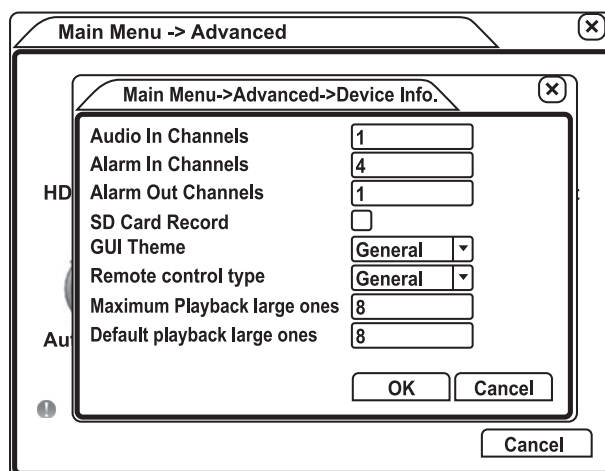 Main Menu -> Advanced
Main Menu->Advanced->Device Info.
Audio In Channels 1
Alarm In Channels 4
HD
Alarm Out Channels 1
SD Card Record
GUI Theme General
Remote control type General
Maximum Playback large ones 8
Au
Default playback large ones 8
OK Cancel
Cancel